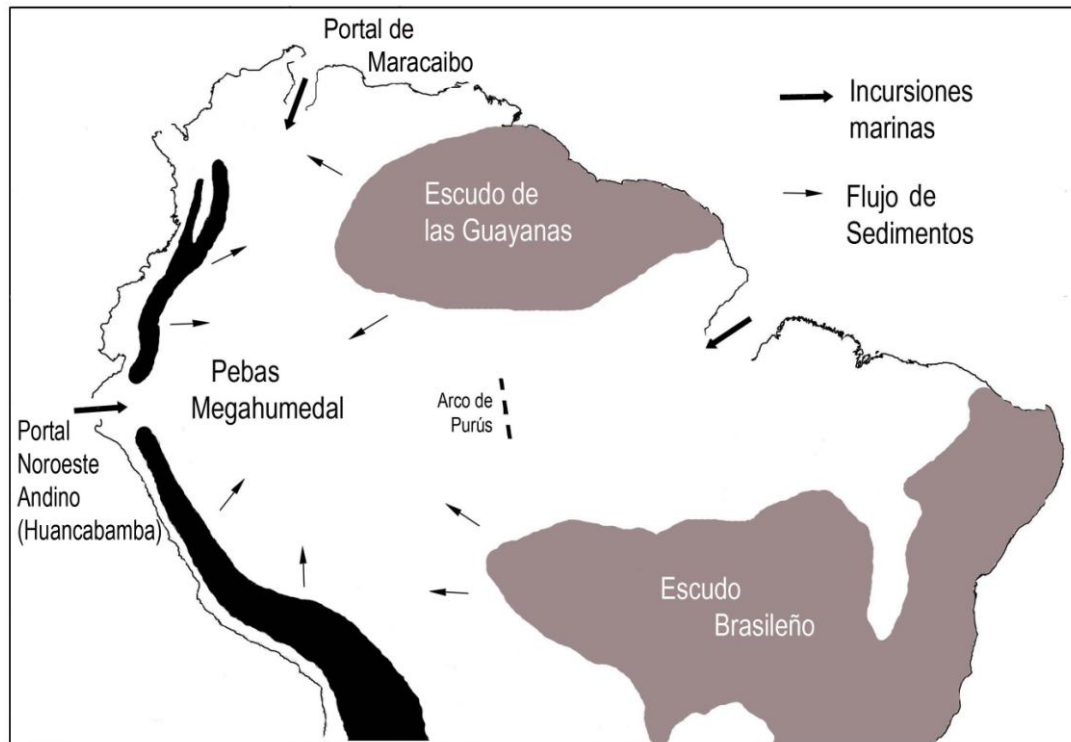 Portal de
Maracaibo
Incursiones
marinas
Escudo de
las Guayanas
Flujo de
Sedimentos
Pebas
Megahumedal
Arco de
Purús
Portal
Noroeste
Andino
(Huancabamba)
Escudo
Brasileño